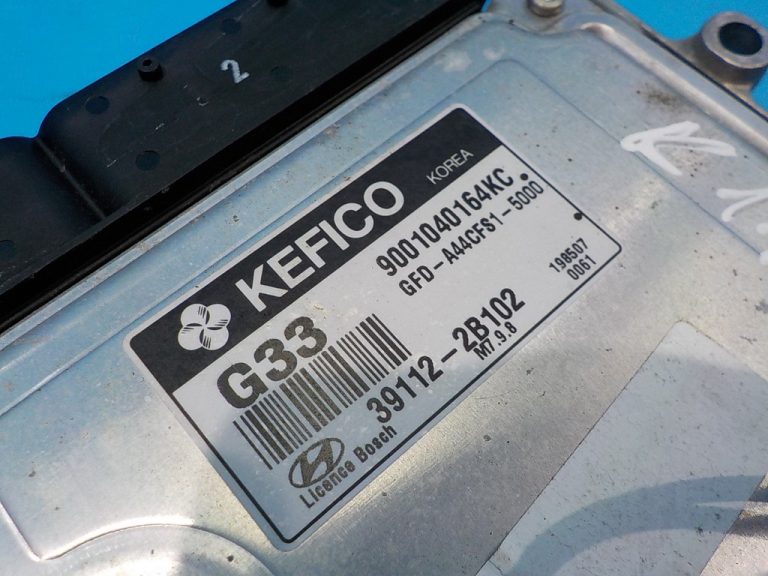 2
KEFICO KOREA
G33
9001040164KC
GFD-A44CFS1-5000
39112-2B102
M7.9.8
198507
0061
Licence Bosch
K